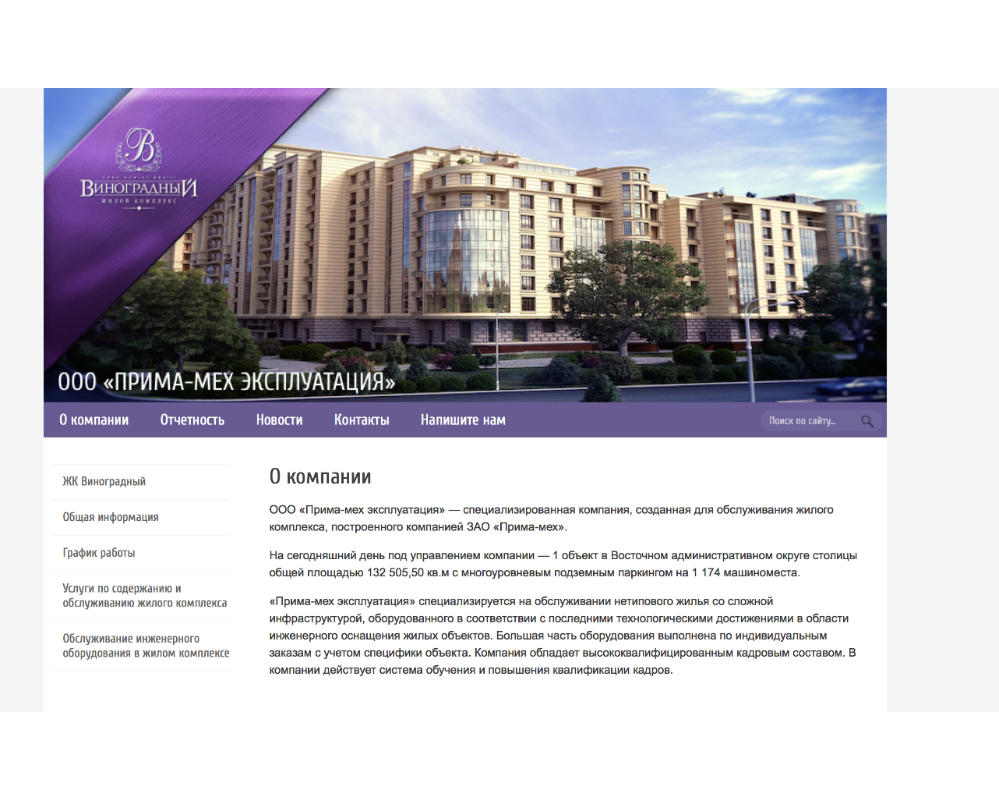 В
ВИНОГРАДНЫЙ
ЖИЛОЙ КОМПЛЕКС
ООО «ПРИМА-МЕХ ЭКСПЛУАТАЦИЯ»
О компании Отчетность Новости Контакты Напишите нам Поиск по сайту...
ЖК Виноградный
Общая информация
График работы
Услуги по содержанию и
обслуживанию жилого комплекса
Обслуживание инженерного
оборудования в жилом комплексе
О компании
ООО «Прима-мех эксплуатация» — специализированная компания, созданная для обслуживания жилого
комплекса, построенного компанией ЗАО «Прима-мех».
На сегодняшний день под управлением компании — 1 объект в Восточном административном округе столицы
общей площадью 132 505,50 кв.м с многоуровневым подземным паркингом на 1 174 машиноместа.
«Прима-мех эксплуатация» специализируется на обслуживании нетипового жилья со сложной
инфраструктурой, оборудованного в соответствии с последними технологическими достижениями в области
инженерного оснащения жилых объектов. Большая часть оборудования выполнена по индивидуальным
заказам с учетом специфики объекта. Компания обладает высококвалифицированным кадровым составом. В
компании действует система обучения и повышения квалификации кадров.